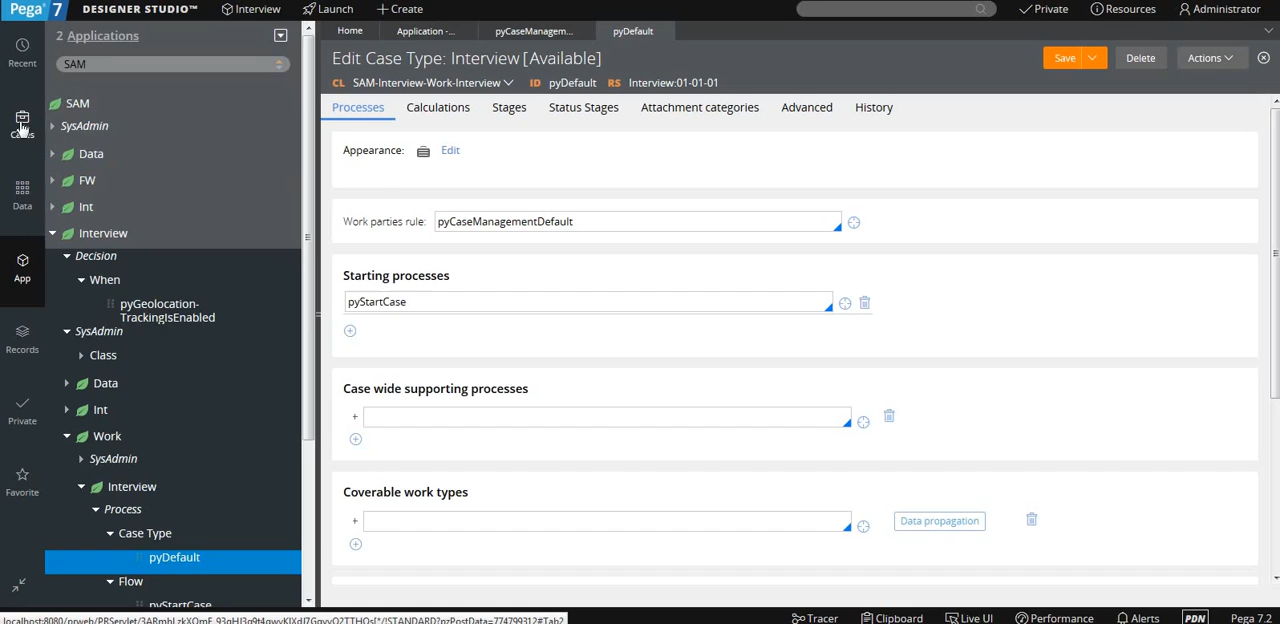 Pega 7 DESIGNER STUDIO™ Interview Launch + Create Private Resources Administrator
2 Applications
SAM
Home
Application -...
pyCaseManagem...
pyDefault
Edit Case Type: Interview [Available]
Save
Delete
Actions
CL SAM-Interview-Work-Interview ID pyDefault RS Interview:01-01-01
Processes Calculations Stages Status Stages Attachment categories Advanced History
Recent
Cases
Data
App
Records
Private
Favorite
SAM
SysAdmin
Data
FW
Int
Interview
Decision
When
pyGeolocation-
TrackingIsEnabled
SysAdmin
Class
Data
Int
Work
SysAdmin
Interview
Process
Case Type
pyDefault
Flow
pyStartCase
Appearance: Edit
Work parties rule: pyCaseManagementDefault
Starting processes
pyStartCase
Case wide supporting processes
+
Coverable work types
+
Data propagation
Tracer Clipboard Live UI Performance Alerts PDN Pega 7.2